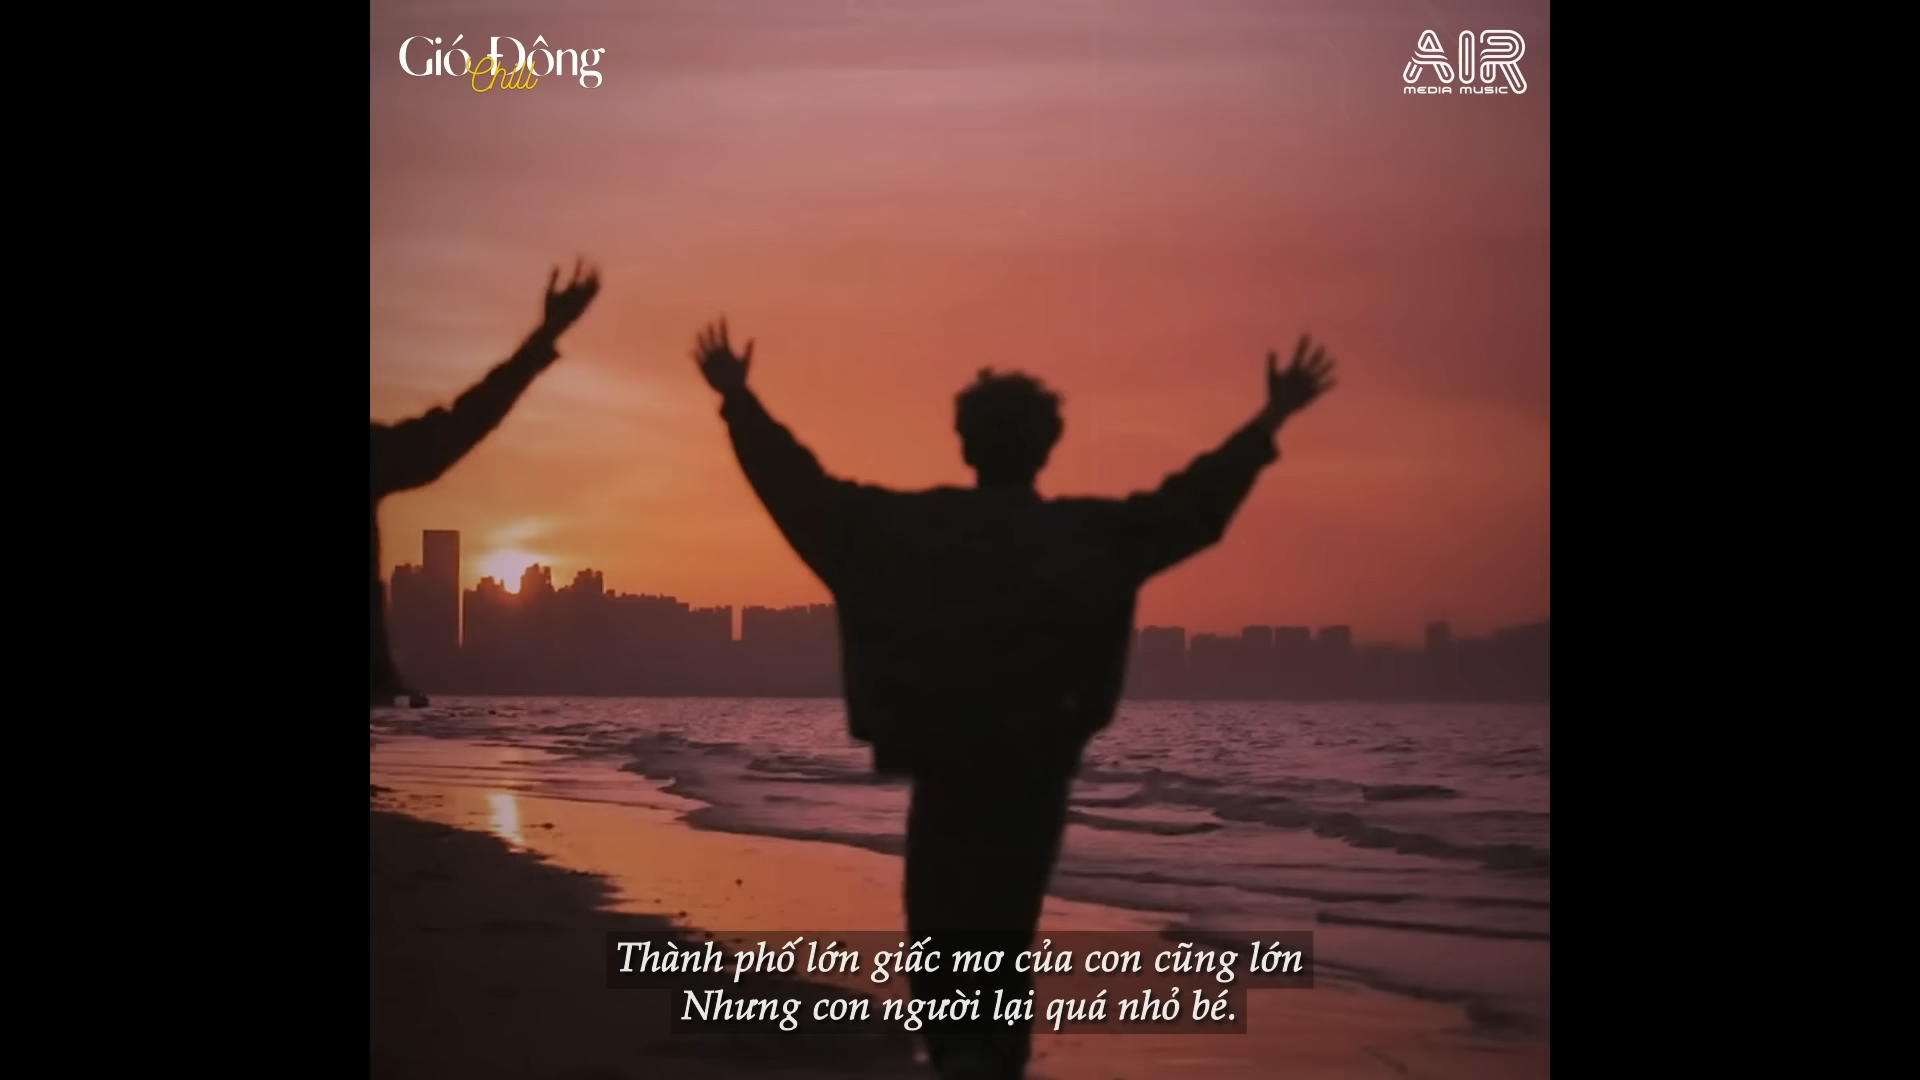 Gió Đông
Chill
AIR
MEDIA MUSIC
Thành phố lớn giấc mơ của con cũng lớn
Nhưng con người lại quá nhỏ bé.